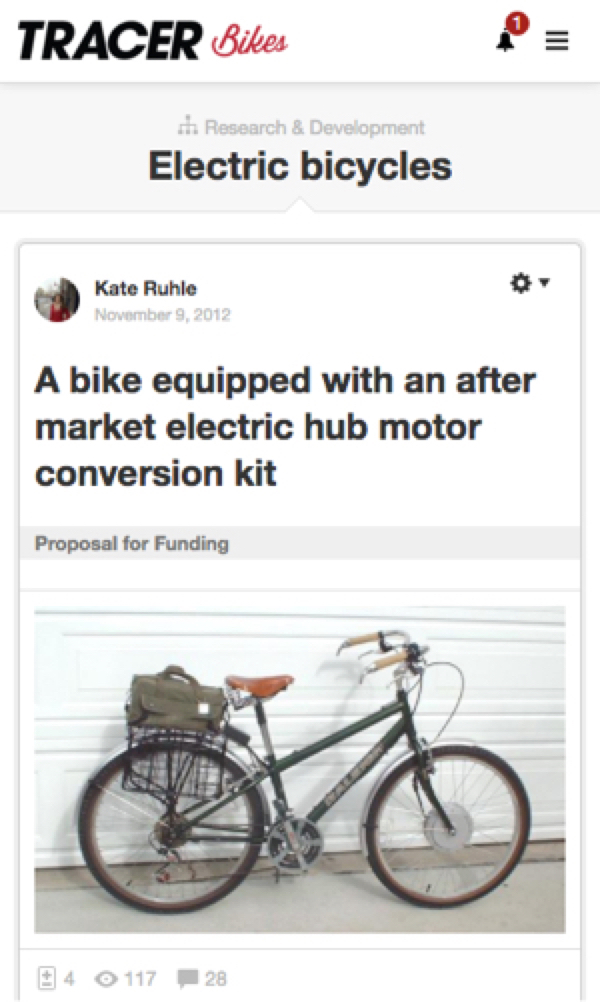 TRACER Bikes
1
Research & Development
Electric bicycles
Kate Ruhle
November 9, 2012
A bike equipped with an after
market electric hub motor
conversion kit
Proposal for Funding
RALEIGH
4 117 28